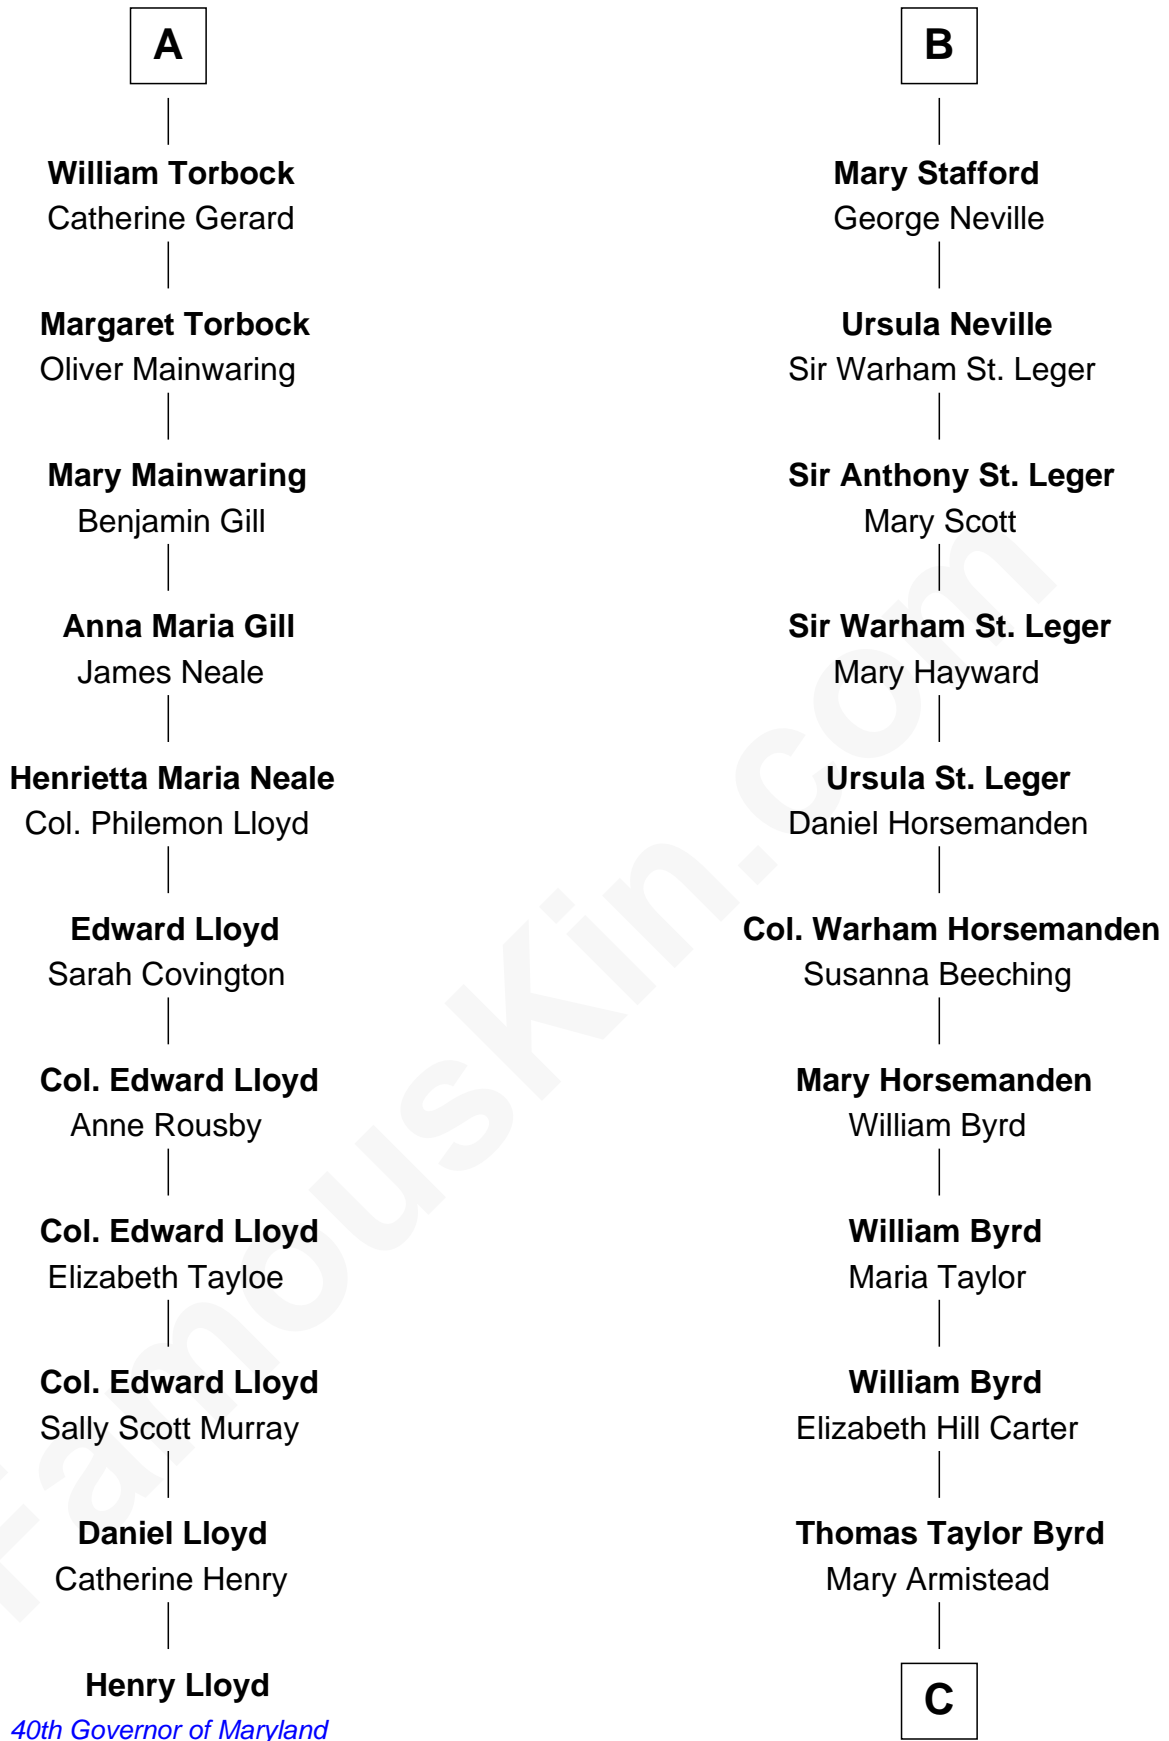 A
William Torbock
Catherine Gerard
Margaret Torbock
Oliver Mainwaring
Mary Mainwaring
Benjamin Gill
Anna Maria Gill
James Neale
Henrietta Maria Neale
Col. Philemon Lloyd
Edward Lloyd
Sarah Covington
Col. Edward Lloyd
Anne Rousby
Col. Edward Lloyd
Elizabeth Tayloe
Col. Edward Lloyd
Sally Scott Murray
Daniel Lloyd
Catherine Henry
Henry Lloyd
40th Governor of Maryland
B
Mary Stafford
George Neville
Ursula Neville
Sir Warham St. Leger
Sir Anthony St. Leger
Mary Scott
Sir Warham St. Leger
Mary Hayward
Ursula St. Leger
Daniel Horsemanden
Col. Warham Horsemanden
Susanna Beeching
Mary Horsemanden
William Byrd
William Byrd
Maria Taylor
William Byrd
Elizabeth Hill Carter
Thomas Taylor Byrd
Mary Armistead
C
FamousKin.com